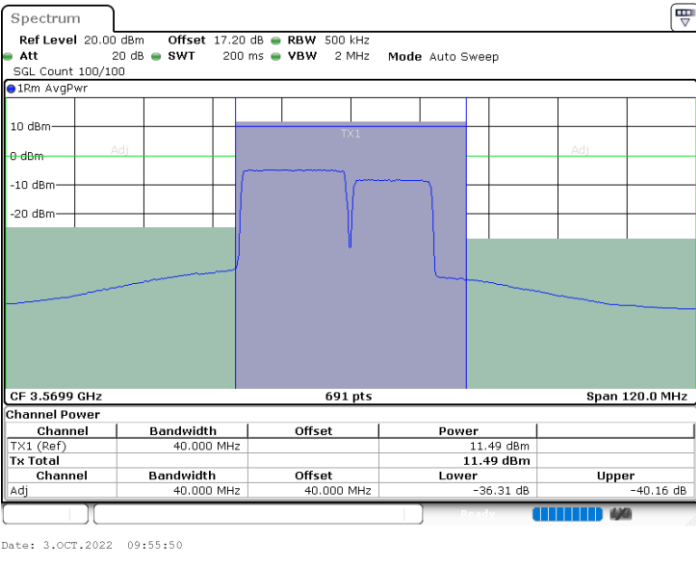 Spectrum
Ref Level 20.00 dBm Offset 17.20 dB RBW 500 kHz
Att 20 dB SWT 200 ms VBW 2 MHz Mode Auto Sweep
SGL Count 100/100
1Rm AvgPwr
10 dBm
TX1
Adj Adj
0 dBm
-10 dBm
-20 dBm
CF 3.5699 GHz 691 pts Span 120.0 MHz
Channel Power
Channel Bandwidth Offset Power
TX1 (Ref) 40.000 MHz 11.49 dBm
Tx Total 11.49 dBm
Channel Bandwidth Offset Lower Upper
Adj 40.000 MHz 40.000 MHz -36.31 dB -40.16 dB
Ready
Date: 3.OCT.2022 09:55:50